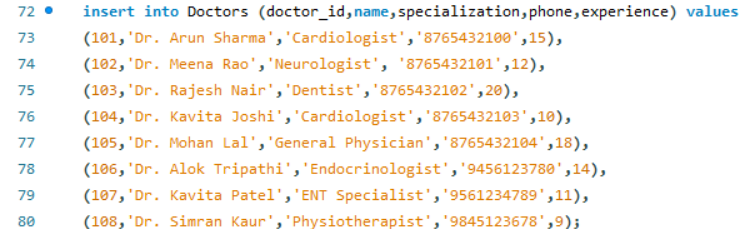 72 insert into Doctors (doctor_id,name,specialization,phone,experience) values
73 (101,'Dr. Arun Sharma','Cardiologist','8765432100',15),
74 (102,'Dr. Meena Rao','Neurologist', '8765432101',12),
75 (103,'Dr. Rajesh Nair','Dentist','8765432102',20),
76 (104,'Dr. Kavita Joshi','Cardiologist','8765432103',10),
77 (105,'Dr. Mohan Lal','General Physician','8765432104',18),
78 (106,'Dr. Alok Tripathi','Endocrinologist','9456123780',14),
79 (107,'Dr. Kavita Patel','ENT Specialist','9561234789',11),
80 (108,'Dr. Simran Kaur','Physiotherapist','9845123678',9);